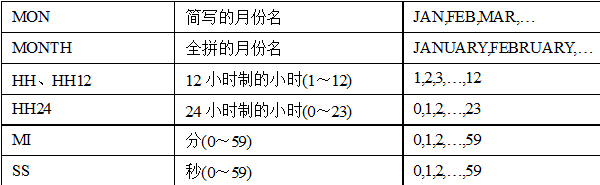 MON 简写的月份名 JAN,FEB,MAR,…
MONTH 全拼的月份名 JANUARY,FEBRUARY,…
HH、HH12 12 小时制的小时(1～12) 1,2,3,…,12
HH24 24 小时制的小时(0～23) 0,1,2,…,23
MI 分(0～59) 0,1,2,…,59
SS 秒(0～59) 0,1,2,…,59